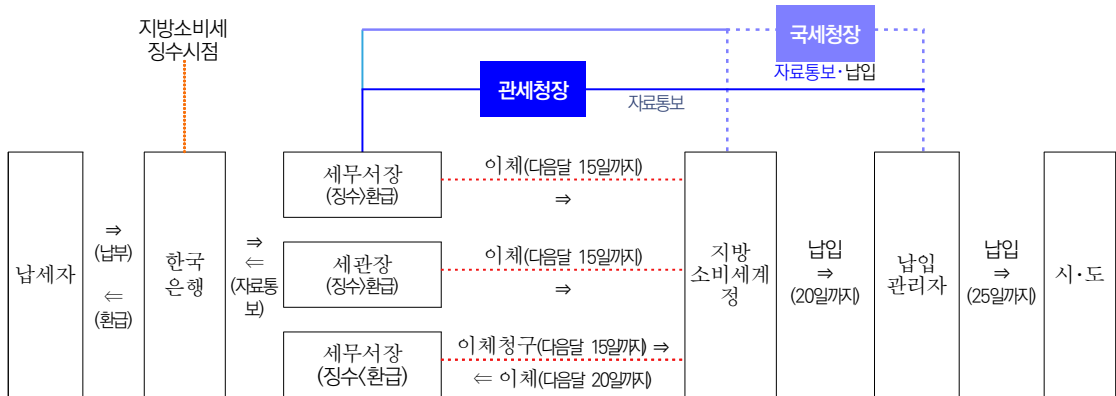 지방소비세
징수시점
국세청장
자료통보·납입
관세청장
자료통보
납세자
⇒
(납부)
⇐
(환급)
한국
은행
⇒
⇐
(자료통
보)
세무서장
(징수>환급)
이체(다음달 15일까지)
⇒
세관장
(징수>환급)
이체(다음달 15일까지)
⇒
세무서장
(징수<환급)
이체청구(다음달 15일까지) ⇒
⇐ 이체(다음달 20일까지)
지방
소비세계
정
납입
⇒
(20일까지)
납입
관리자
납입
⇒
(25일까지)
시·도